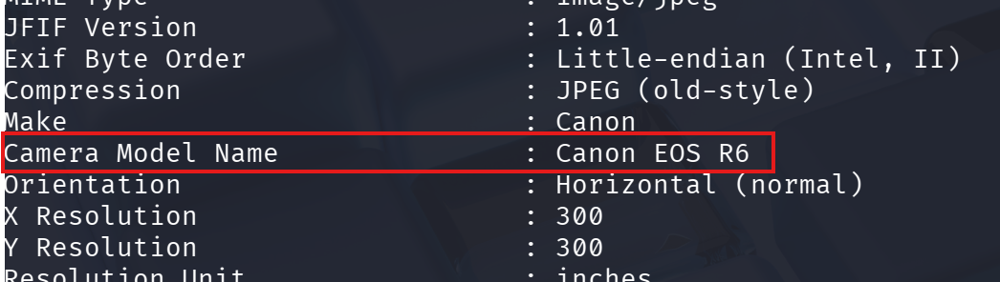 MIME Type : image/jpeg
JFIF Version : 1.01
Exif Byte Order : Little-endian (Intel, II)
Compression : JPEG (old-style)
Make : Canon
Camera Model Name : Canon EOS R6
Orientation : Horizontal (normal)
X Resolution : 300
Y Resolution : 300
Resolution Unit : inches